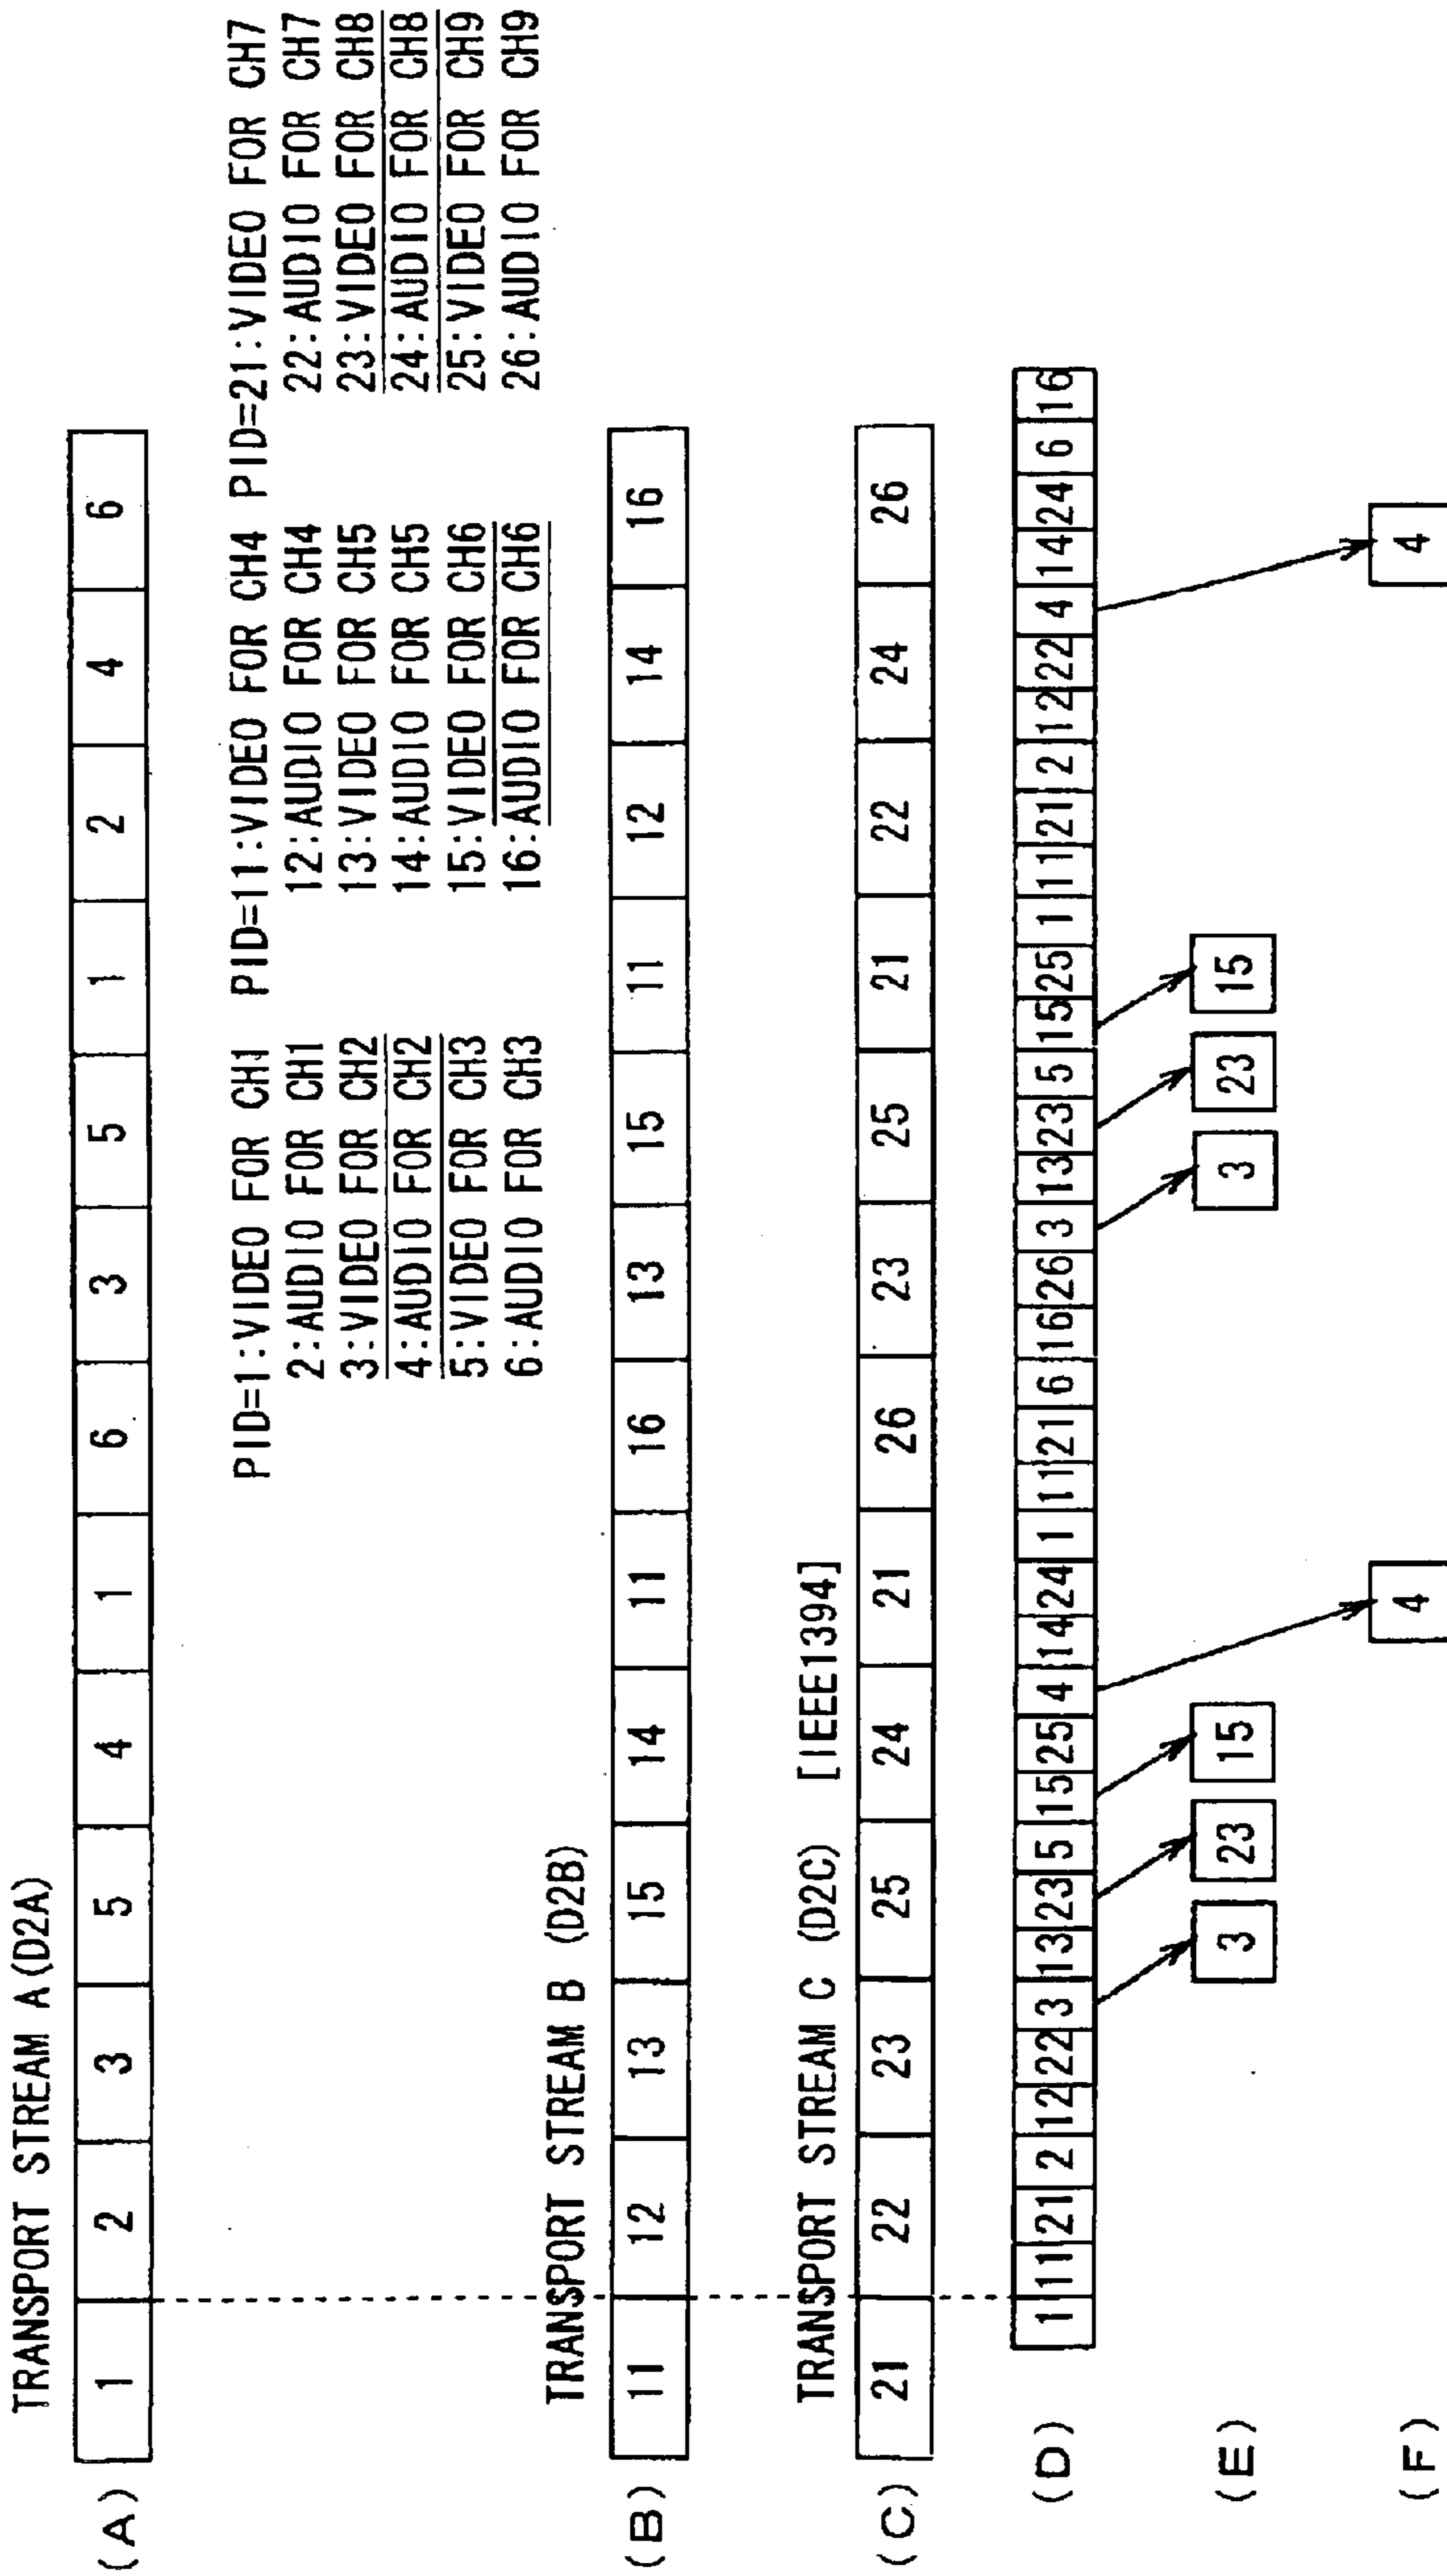 TRANSPORT STREAM A (D2A)
(A) 1 2 3 5 4 1 6 3 5 1 2 4 6
PID=1:VIDEO FOR CH1 PID=11:VIDEO FOR CH4 PID=21:VIDEO FOR CH7
2:AUDIO FOR CH1 12:AUDIO FOR CH4 22:AUDIO FOR CH7
3:VIDEO FOR CH2 13:VIDEO FOR CH5 23:VIDEO FOR CH8
4:AUDIO FOR CH2 14:AUDIO FOR CH5 24:AUDIO FOR CH8
5:VIDEO FOR CH3 15:VIDEO FOR CH6 25:VIDEO FOR CH9
6:AUDIO FOR CH3 16:AUDIO FOR CH6 26:AUDIO FOR CH9
TRANSPORT STREAM B (D2B)
(B) 11 12 13 15 14 11 16 13 15 11 12 14 16
TRANSPORT STREAM C (D2C) [IEEE1394]
(C) 21 22 23 25 24 21 26 23 25 21 22 24 26
(D) 1 11 21 2 12 22 3 13 23 5 15 25 4 14 24 1 11 21 6 16 26 3 13 23 5 15 25 1 11 21 2 12 22 4 14 24 6 16
(E) 3 23 15 3 23 15
(F) 4 4